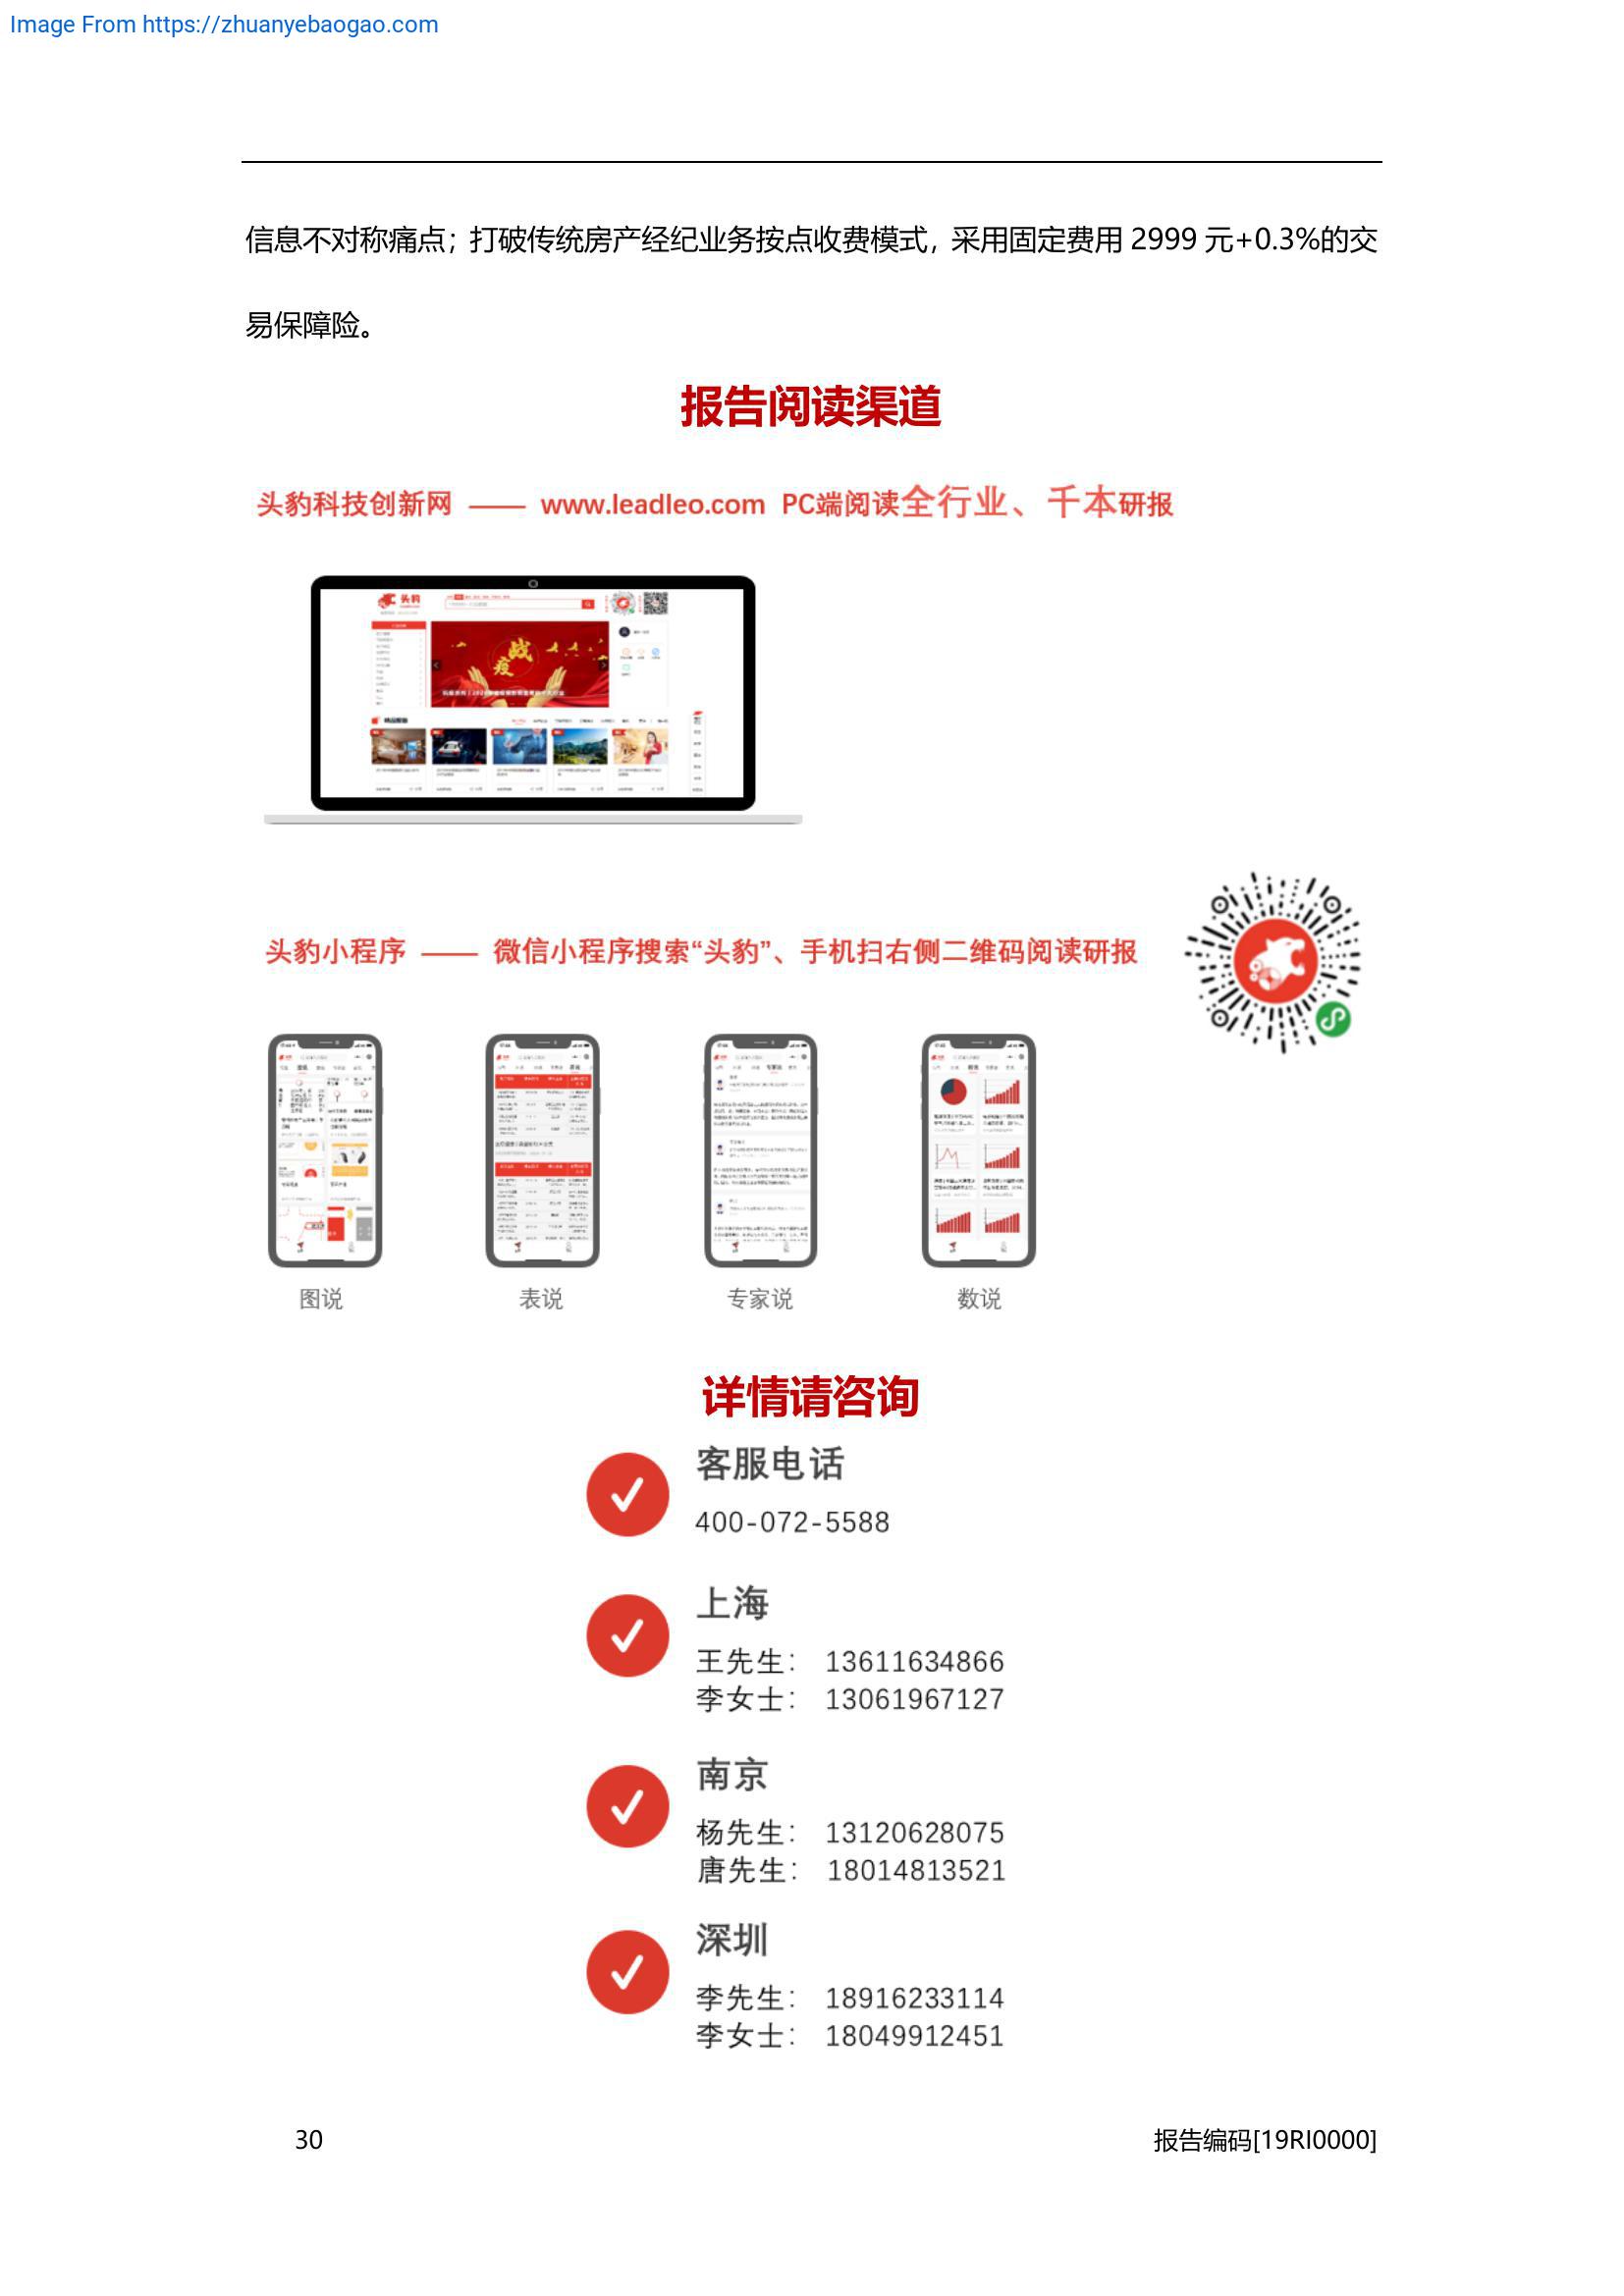 Image From https://zhuanyebaogao.com
信息不对称痛点；打破传统房产经纪业务按点收费模式，采用固定费用 2999 元+0.3%的交
易保障险。
报告阅读渠道
头豹科技创新网 —— www.leadleo.com PC端阅读全行业、千本研报
头豹
战
疫
头豹小程序 —— 微信小程序搜索“头豹”、手机扫右侧二维码阅读研报
图说
表说
专家说
数说
详情请咨询
客服电话
400-072-5588
上海
王先生： 13611634866
李女士： 13061967127
南京
杨先生： 13120628075
唐先生： 18014813521
深圳
李先生： 18916233114
李女士： 18049912451
30
报告编码[19RI0000]